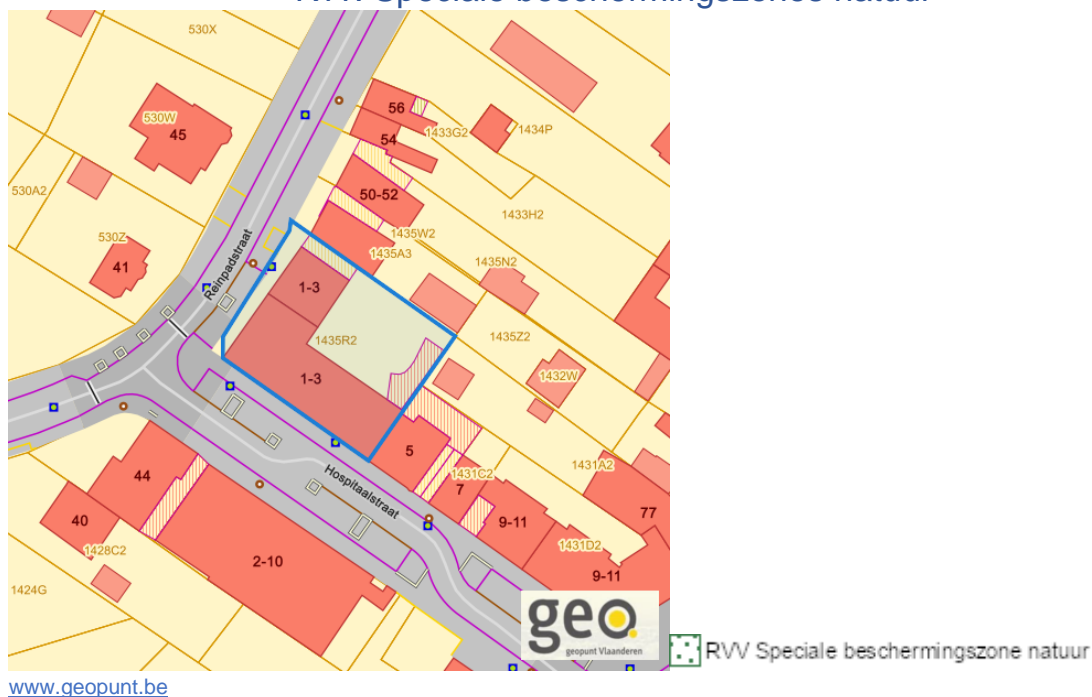 RVV Speciale beschermingszones natuur
530X
56
530W
45
1433G2
1434P
54
530A2
50-52
1433H2
1435W2
530Z
Reinpadstraat
1435A3
41
1435N2
1-3
1435R2
1435Z2
1-3
1432W
5
1431A2
44
Hospitaalstraat
1431C2
7
40
9-11
77
1428C2
1431D2
2-10
9-11
1424G
geo
geopunt Vlaanderen
RVV Speciale beschermingszone natuur
www.geopunt.be